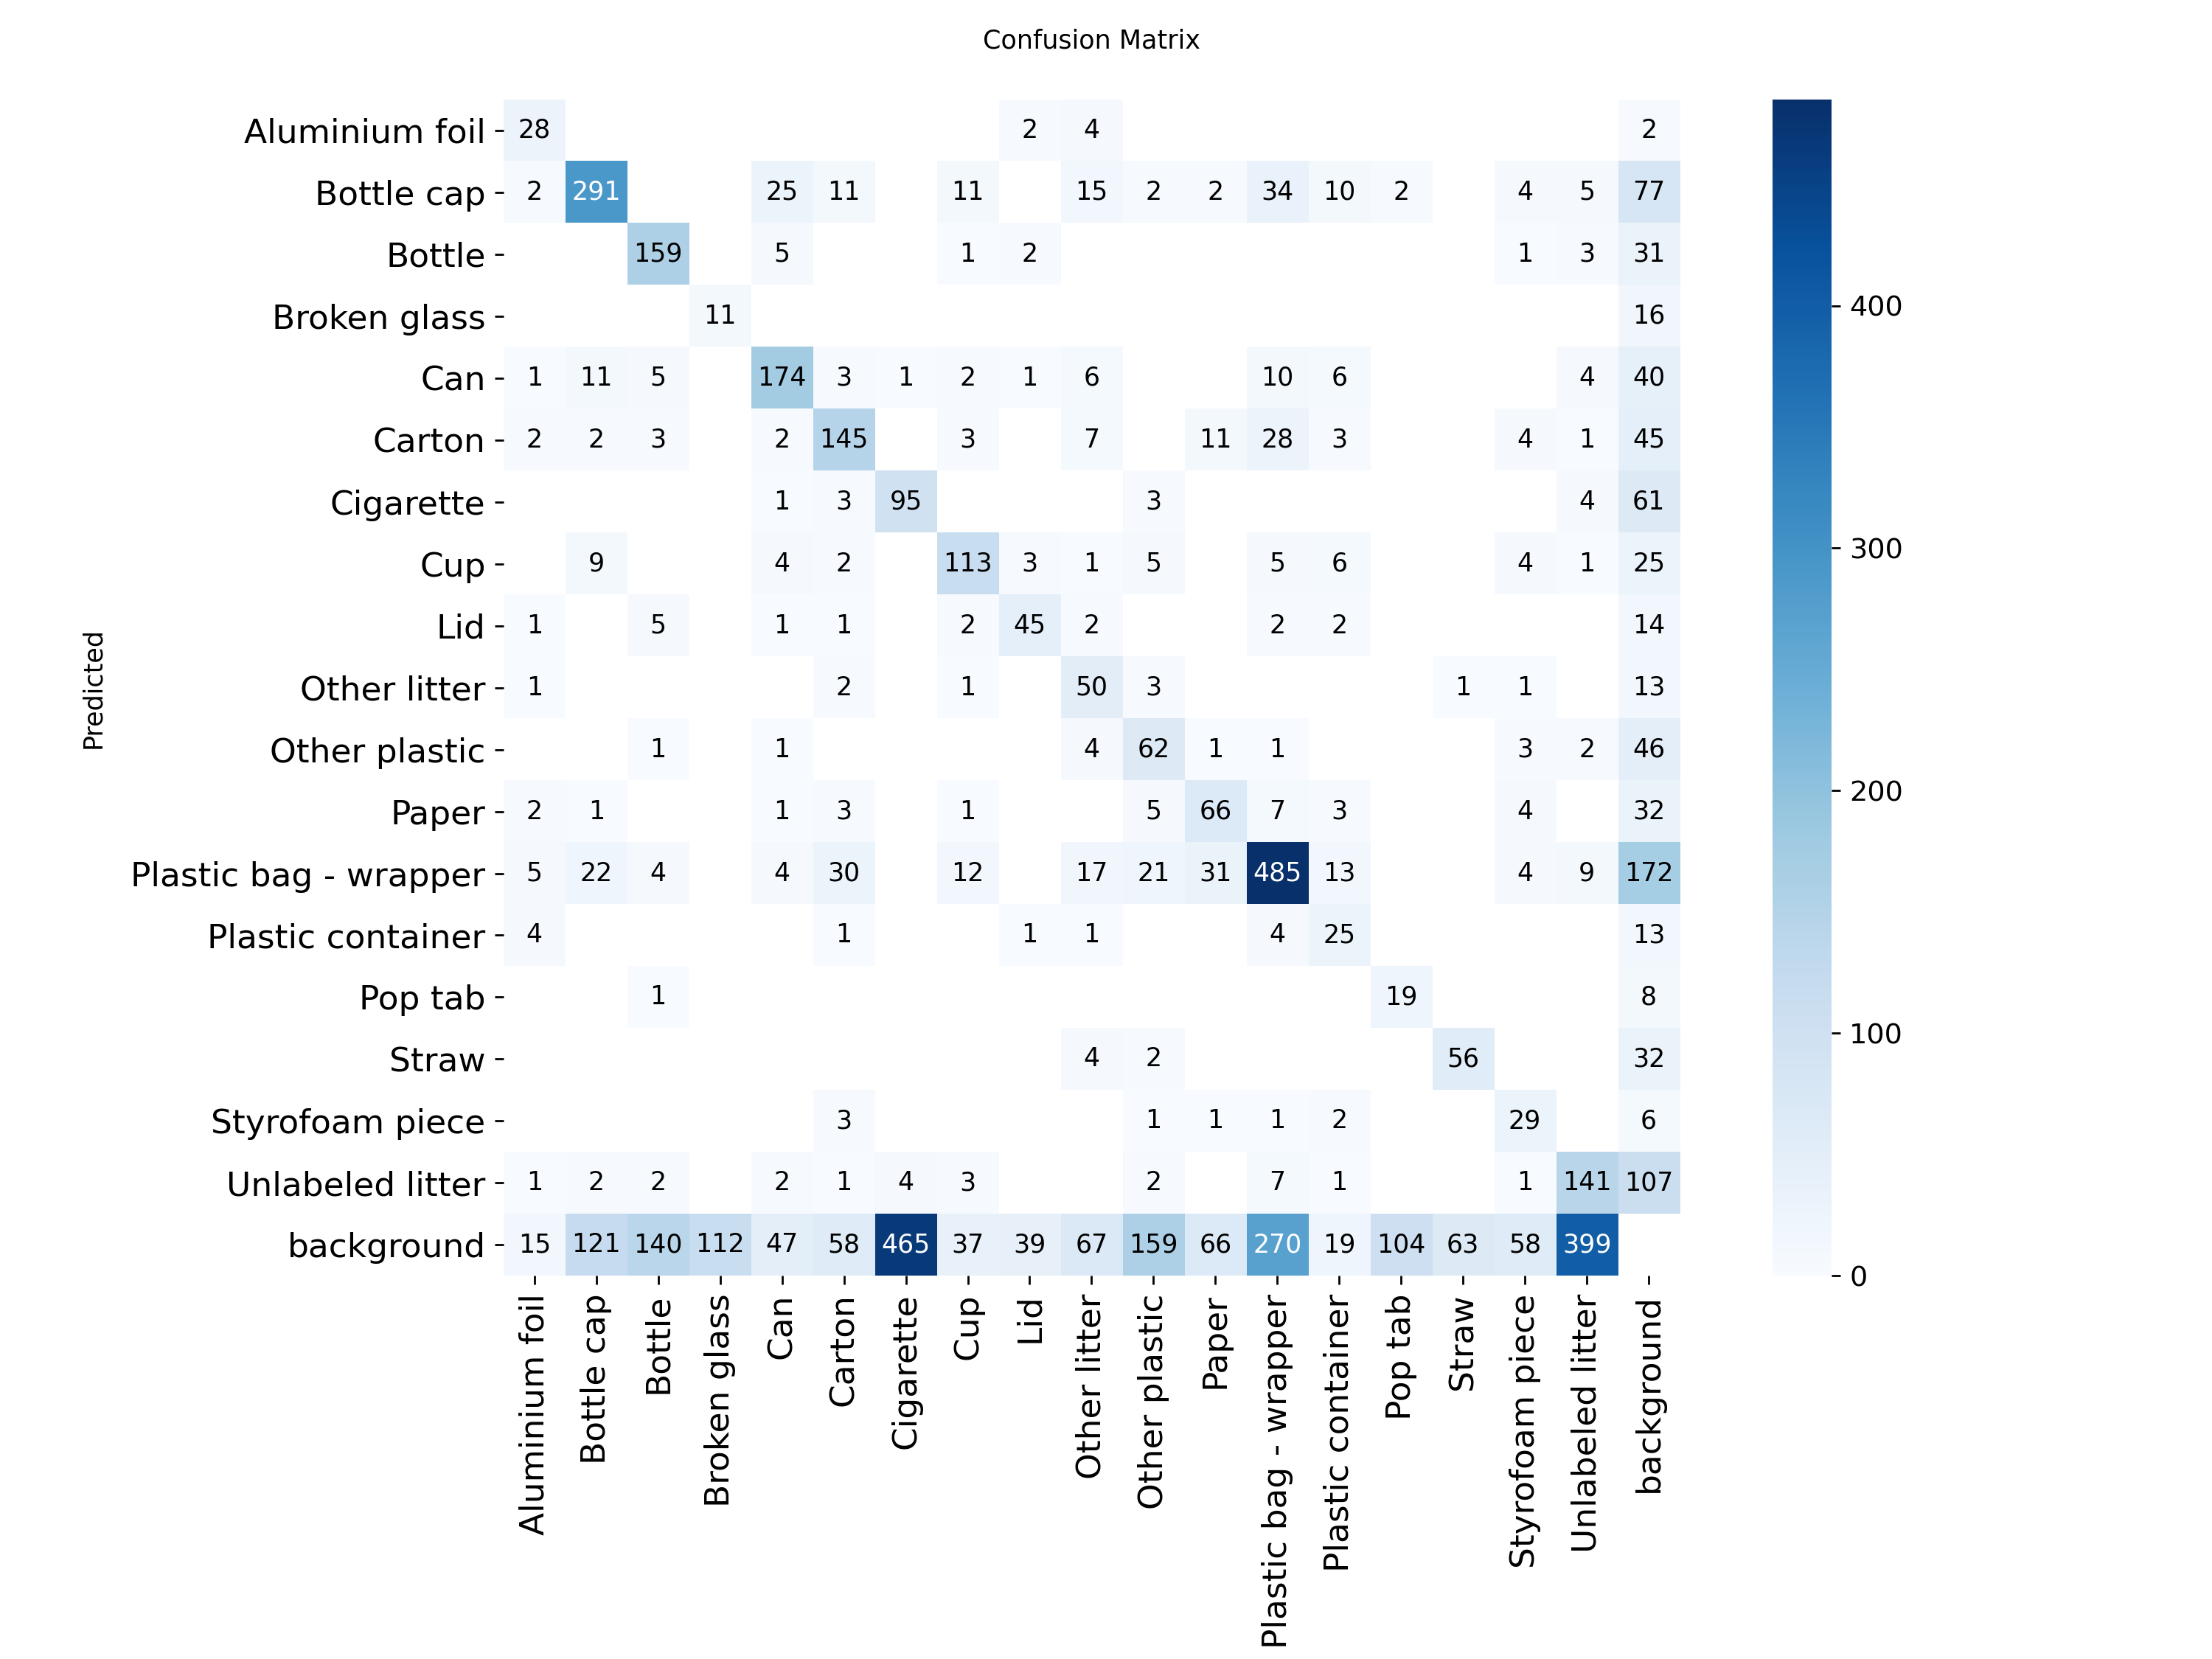 Confusion Matrix
Predicted
Aluminium foil 28 2 4 2
Bottle cap 2 291 25 11 11 15 2 2 34 10 2 4 5 77
Bottle 159 5 1 2 1 3 31
Broken glass 11 16
Can 1 11 5 174 3 1 2 1 6 10 6 4 40
Carton 2 2 3 2 145 3 7 11 28 3 4 1 45
Cigarette 1 3 95 3 4 61
Cup 9 4 2 113 3 1 5 5 6 4 1 25
Lid 1 5 1 1 2 45 2 2 2 14
Other litter 1 2 1 50 3 1 1 13
Other plastic 1 1 4 62 1 1 3 2 46
Paper 2 1 1 3 1 5 66 7 3 4 32
Plastic bag - wrapper 5 22 4 4 30 12 17 21 31 485 13 4 9 172
Plastic container 4 1 1 1 4 25 13
Pop tab 1 19 8
Straw 4 2 56 32
Styrofoam piece 3 1 1 1 2 29 6
Unlabeled litter 1 2 2 2 1 4 3 2 7 1 1 141 107
background 15 121 140 112 47 58 465 37 39 67 159 66 270 19 104 63 58 399
Aluminium foil
Bottle cap
Bottle
Broken glass
Can
Carton
Cigarette
Cup
Lid
Other litter
Other plastic
Paper
Plastic bag - wrapper
Plastic container
Pop tab
Straw
Styrofoam piece
Unlabeled litter
background
400
300
200
100
0